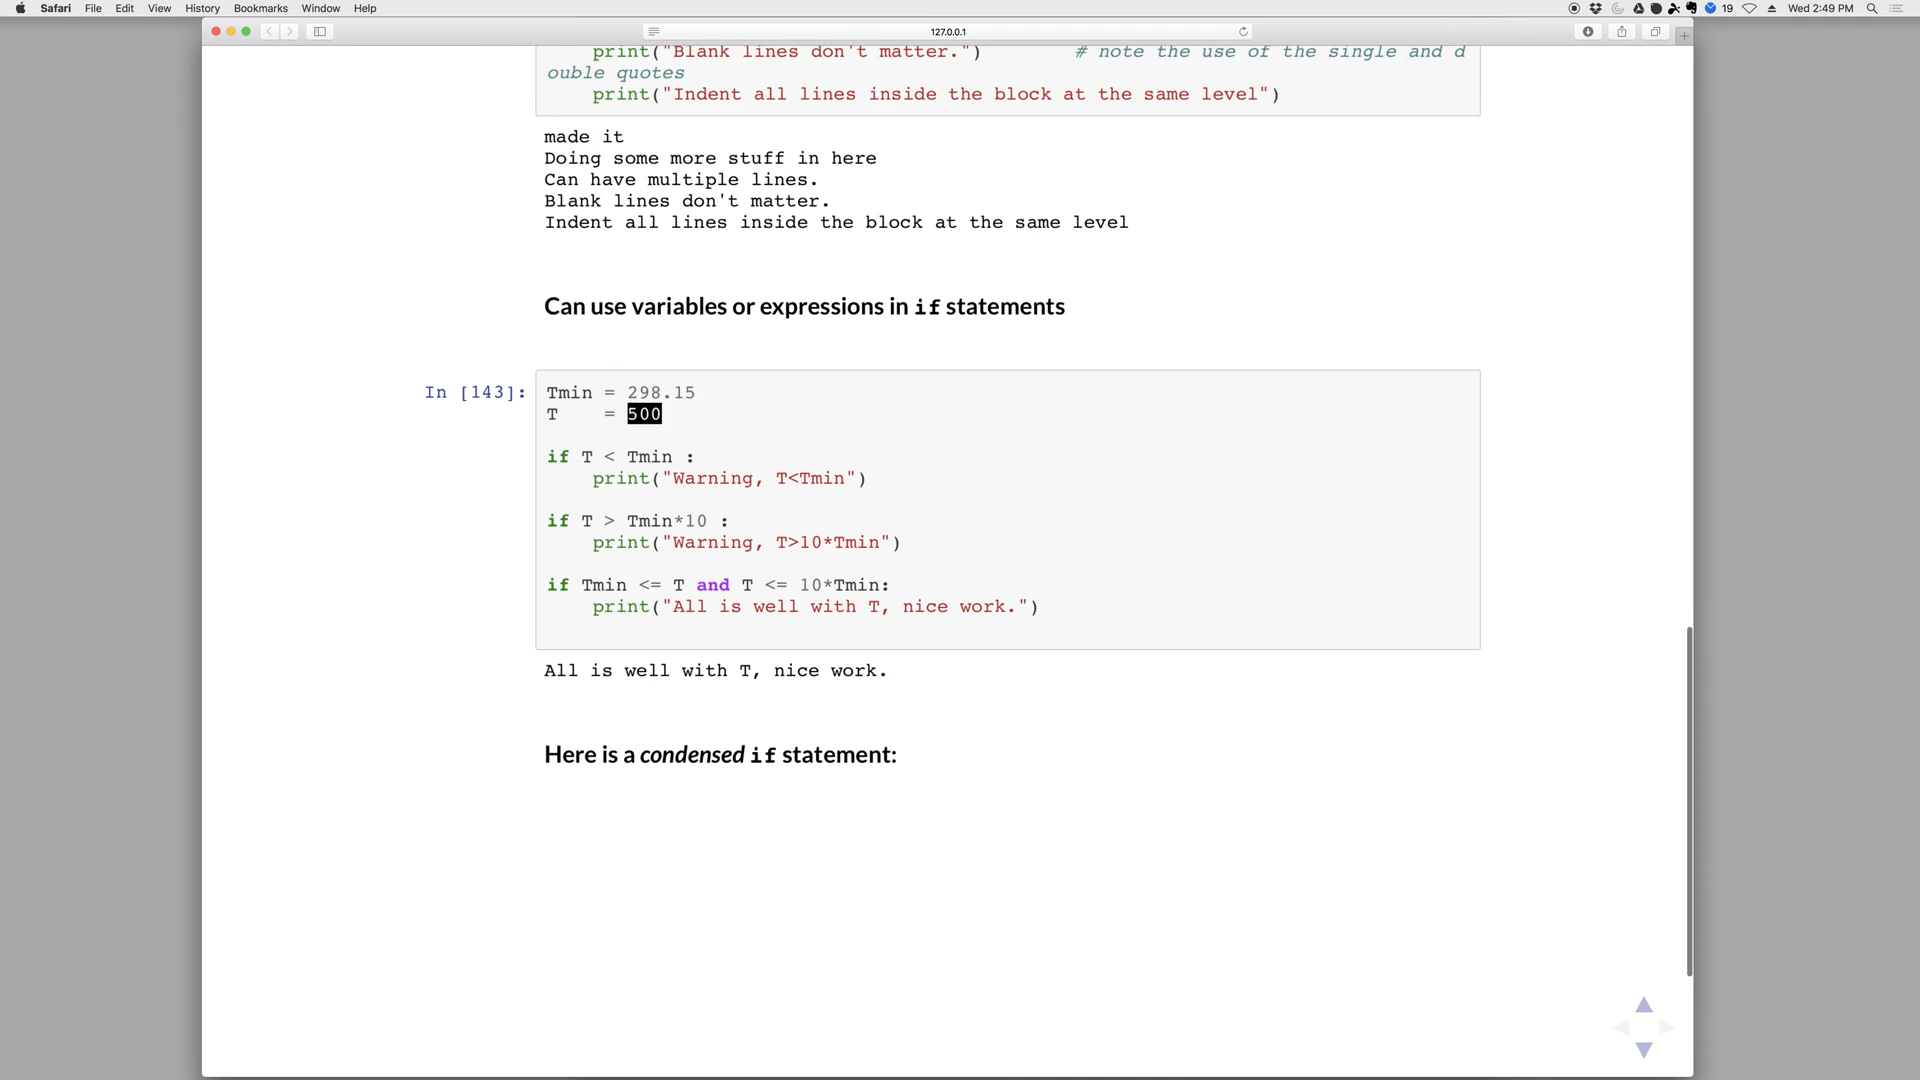 Safari File Edit View History Bookmarks Window Help 19 Wed 2:49 PM
127.0.0.1
print("Blank lines don't matter.") # note the use of the single and d
ouble quotes
print("Indent all lines inside the block at the same level")
made it
Doing some more stuff in here
Can have multiple lines.
Blank lines don't matter.
Indent all lines inside the block at the same level
Can use variables or expressions in if statements
In [143]: Tmin = 298.15
T = 500
if T < Tmin :
print("Warning, T<Tmin")
if T > Tmin*10 :
print("Warning, T>10*Tmin")
if Tmin <= T and T <= 10*Tmin:
print("All is well with T, nice work.")
All is well with T, nice work.
Here is a condensed if statement: